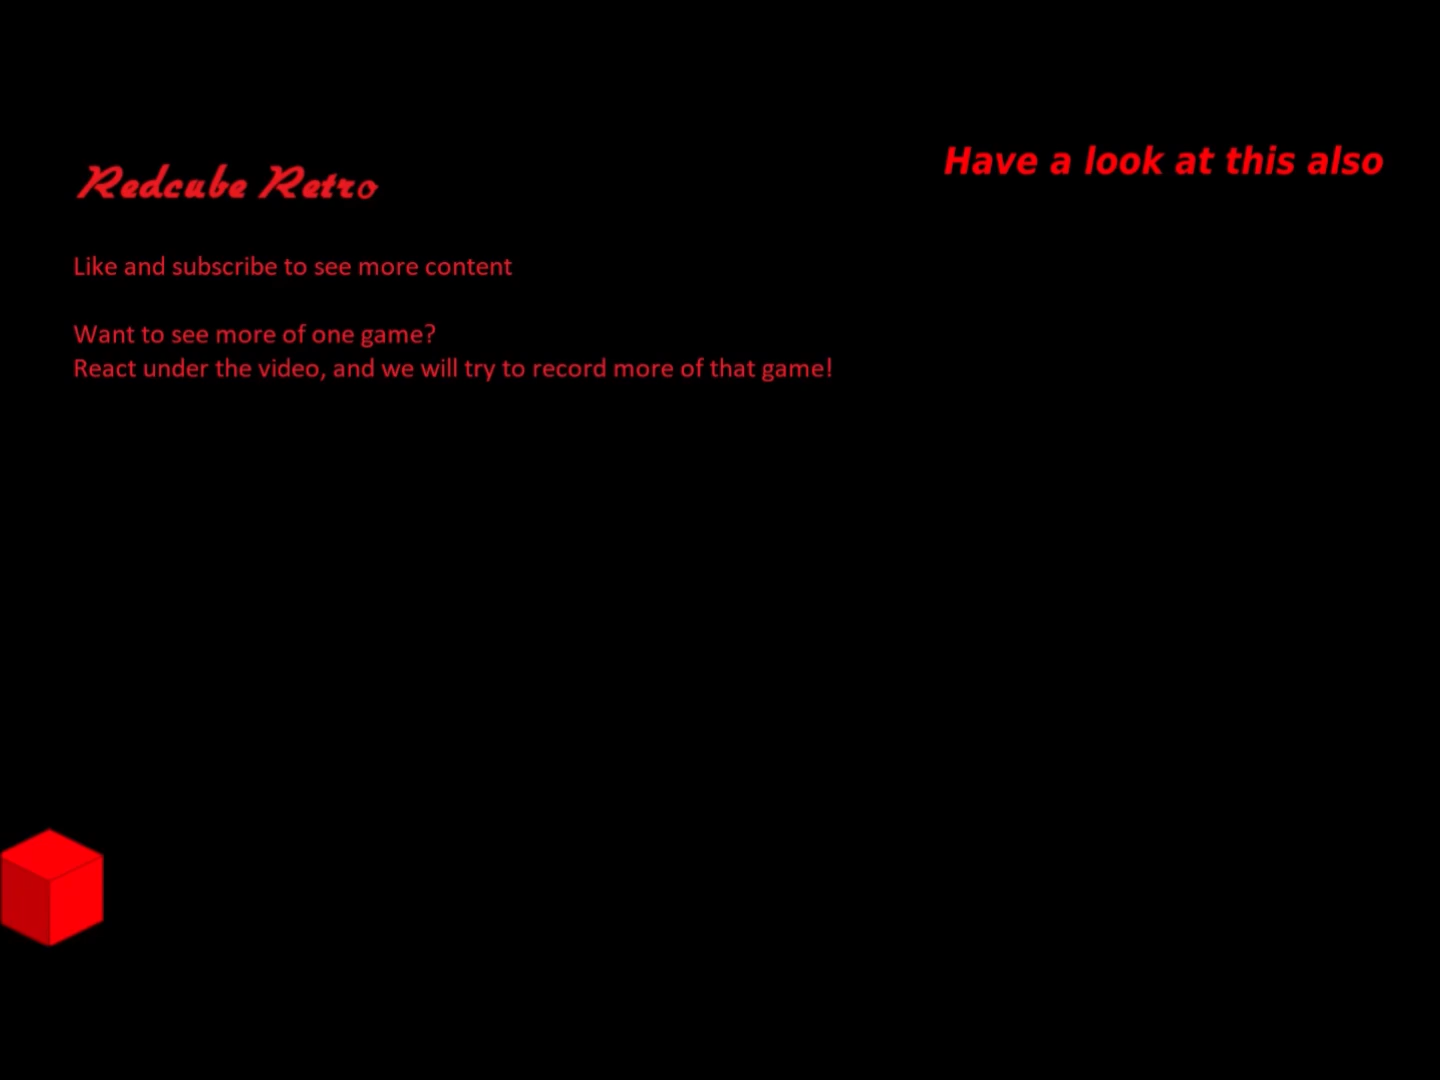 Redcube Retro
Have a look at this also
Like and subscribe to see more content
Want to see more of one game?
React under the video, and we will try to record more of that game!